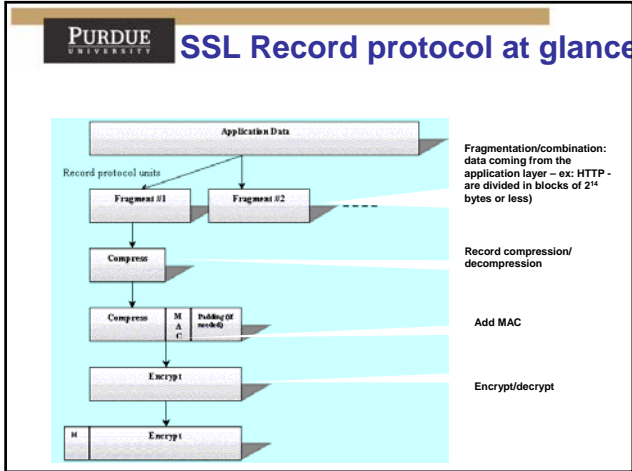 PURDUE
UNIVERSITY
SSL Record protocol at glance
Application Data
Record protocol units
Fragment #1
Fragment #2
Compress
Compress
M
A
C
Padding (if
needed)
Encrypt
H
Encrypt
Fragmentation/combination:
data coming from the
application layer – ex: HTTP -
are divided in blocks of 2¹⁴
bytes or less)
Record compression/
decompression
Add MAC
Encrypt/decrypt